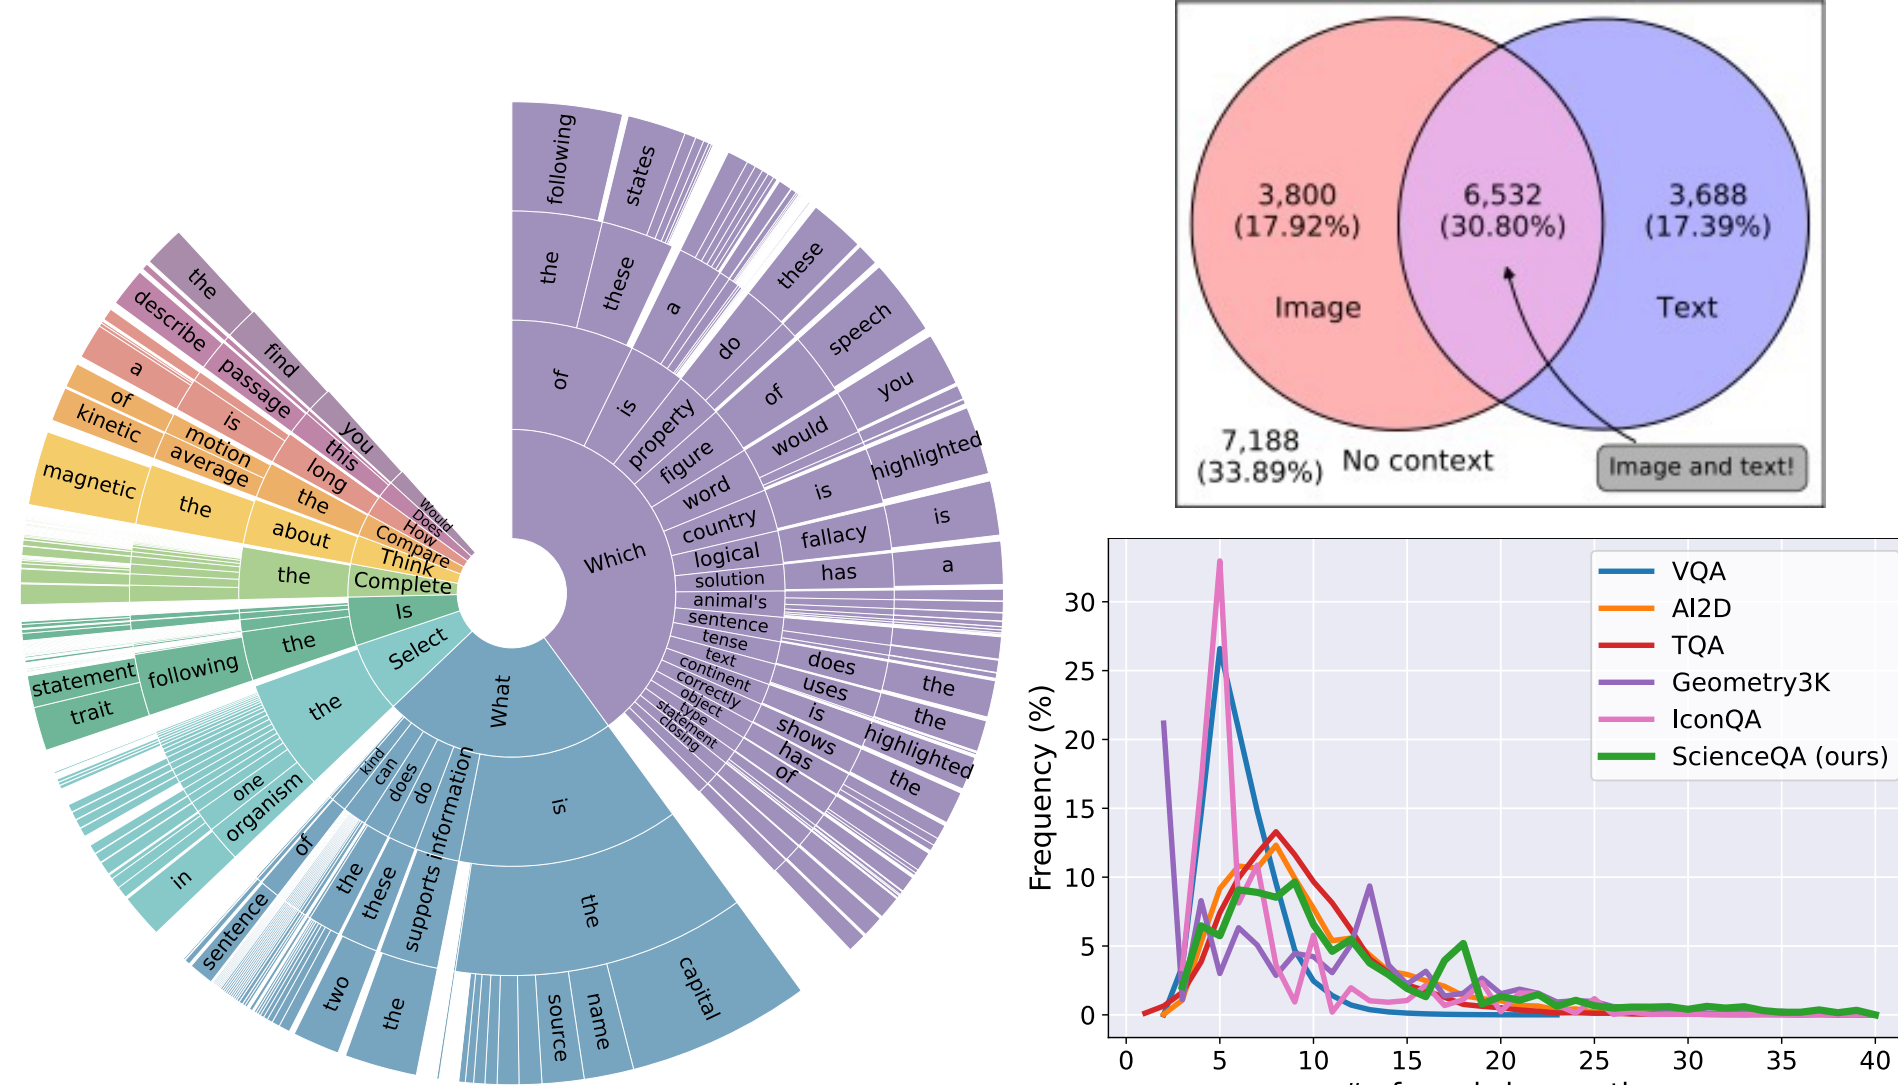 Which
of
the
following
these
states
is
a
property
do
these
figure
of
speech
word
would
you
country
is
highlighted
logical
fallacy
is
solution
has
a
animal's
sentence
tense
does
the
text
uses
the
continent
is
highlighted
correctly
shows
the
object
has
type
of
statement
closing
What
is
the
capital
name
source
information
supports
the
do
these
two
does
the
can
kind
of
sentence
Select
the
organism
in
one
Is
the
following
trait
statement
Complete
the
Think
about
the
magnetic
Compare
the
average
kinetic
motion
of
How
long
is
a
Does
this
passage
describe
Would
you
find
the
3,800
(17.92%)
6,532
(30.80%)
3,688
(17.39%)
Image
Text
7,188
(33.89%)
No context
Image and text!
Frequency (%)
30
25
20
15
10
5
0
VQA
AI2D
TQA
Geometry3K
IconQA
ScienceQA (ours)
0 5 10 15 20 25 30 35 40